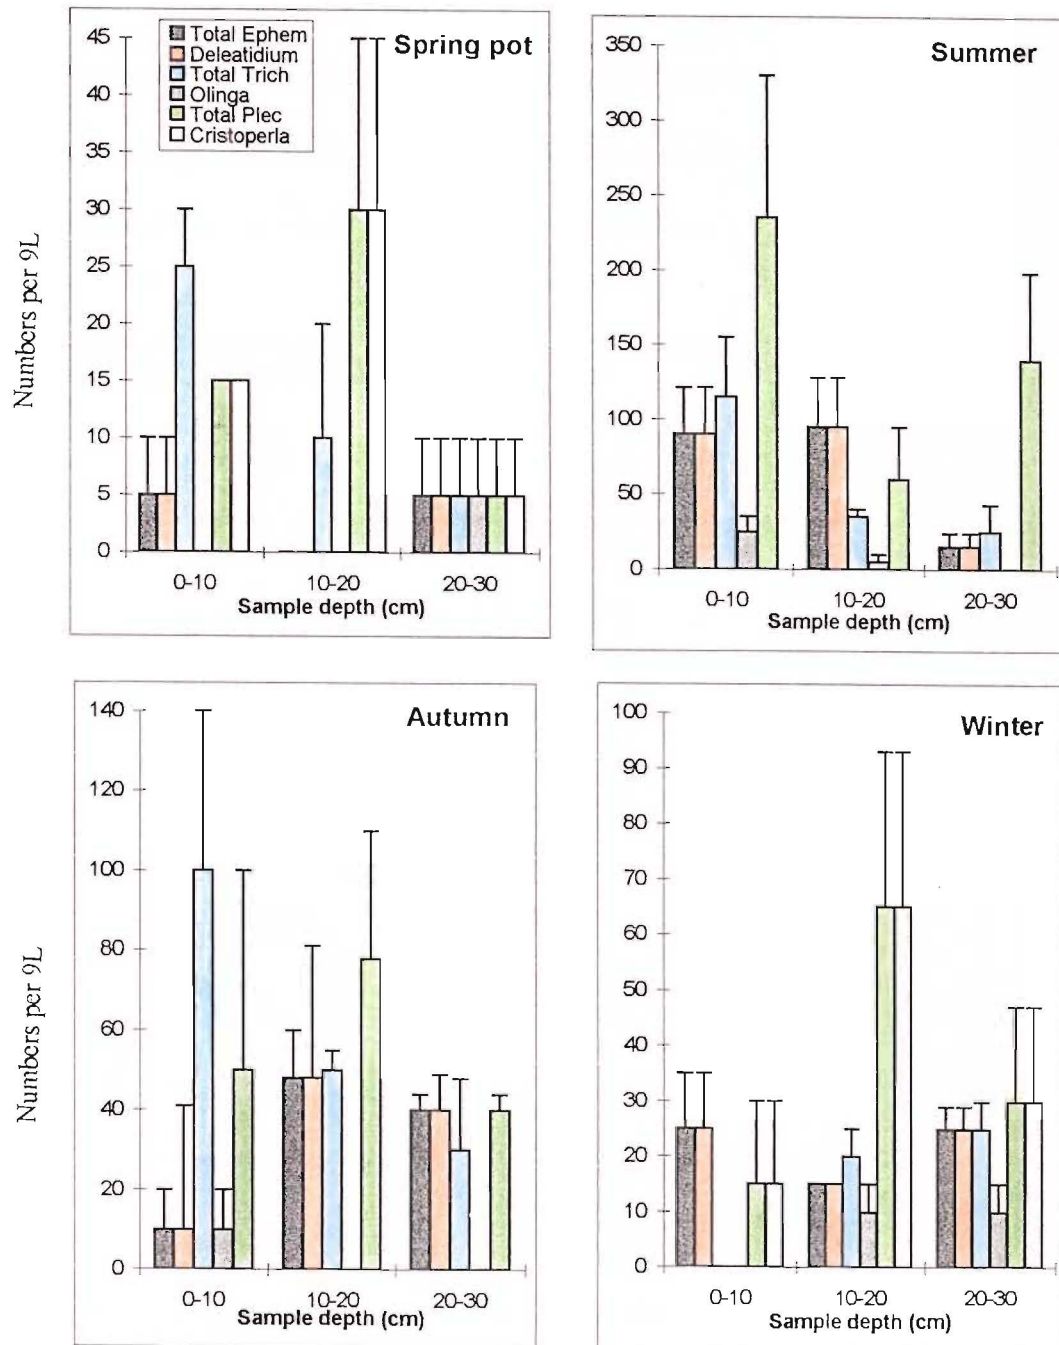 Spring pot
Total Ephem
Deleatidium
Total Trich
Olinga
Total Plec
Cristoperla
45
40
35
30
25
20
15
10
5
0
Numbers per 9L
0-10 10-20 20-30
Sample depth (cm)
Summer
350
300
250
200
150
100
50
0
0-10 10-20 20-30
Sample depth (cm)
Autumn
140
120
100
80
60
40
20
0
Numbers per 9L
0-10 10-20 20-30
Sample depth (cm)
Winter
100
90
80
70
60
50
40
30
20
10
0
0-10 10-20 20-30
Sample depth (cm)